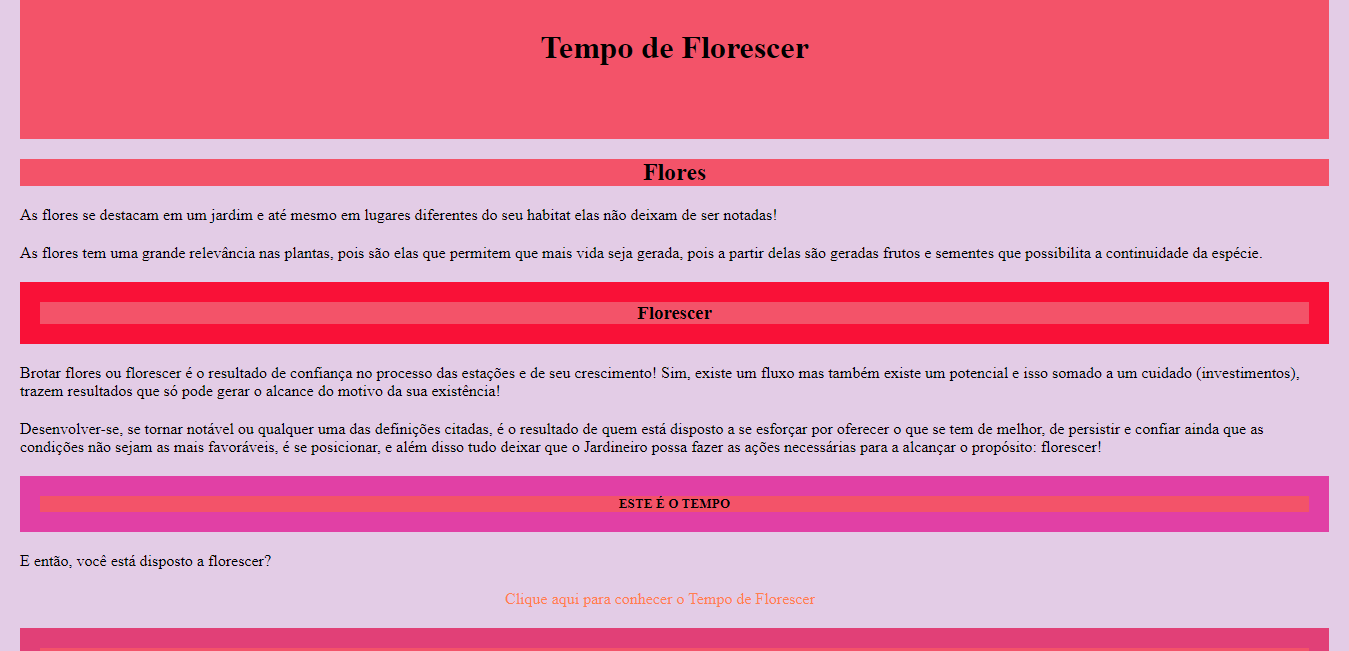 Tempo de Florescer
Flores
As flores se destacam em um jardim e até mesmo em lugares diferentes do seu habitat elas não deixam de ser notadas!
As flores tem uma grande relevância nas plantas, pois são elas que permitem que mais vida seja gerada, pois a partir delas são geradas frutos e sementes que possibilita a continuidade da espécie.
Florescer
Brotar flores ou florescer é o resultado de confiança no processo das estações e de seu crescimento! Sim, existe um fluxo mas também existe um potencial e isso somado a um cuidado (investimentos),
trazem resultados que só pode gerar o alcance do motivo da sua existência!
Desenvolver-se, se tornar notável ou qualquer uma das definições citadas, é o resultado de quem está disposto a se esforçar por oferecer o que se tem de melhor, de persistir e confiar ainda que as
condições não sejam as mais favoráveis, é se posicionar, e além disso tudo deixar que o Jardineiro possa fazer as ações necessárias para a alcançar o propósito: florescer!
ESTE É O TEMPO
E então, você está disposto a florescer?
Clique aqui para conhecer o Tempo de Florescer